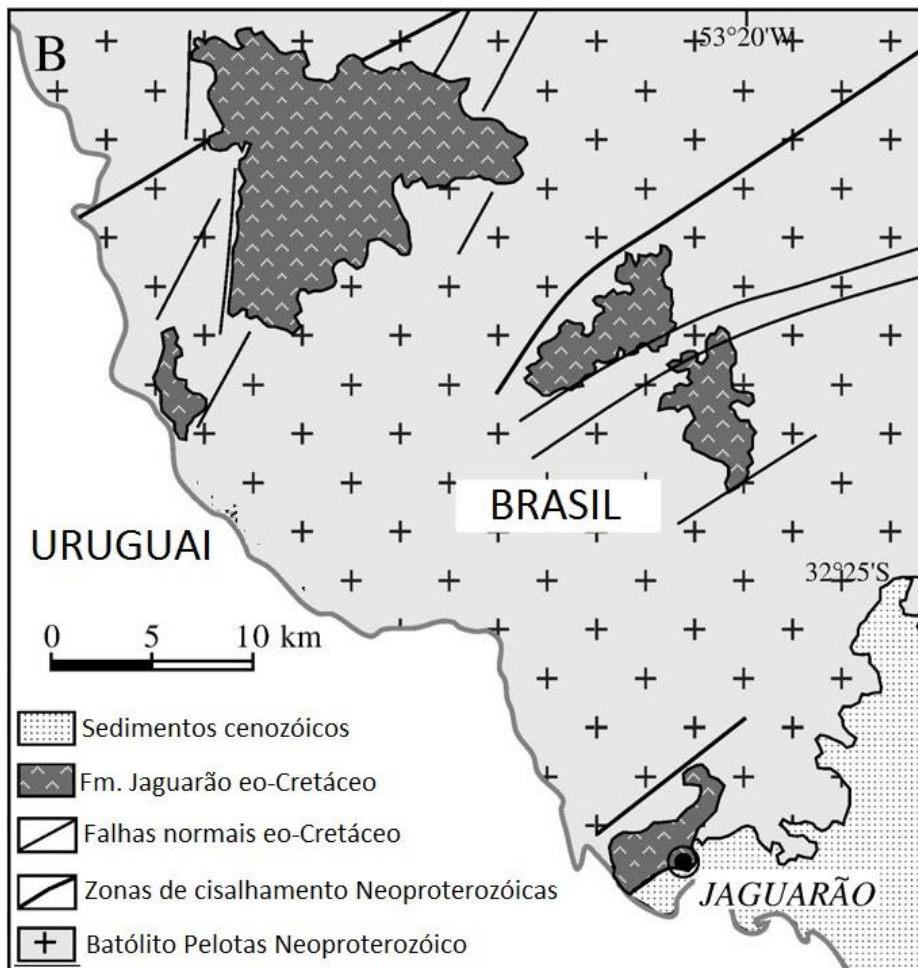 B
53°20'W
BRASIL
URUGUAI
32°25'S
0 5 10 km
Sedimentos cenozóicos
Fm. Jaguarão eo-Cretáceo
Falhas normais eo-Cretáceo
Zonas de cisalhamento Neoproterozóicas
Batólito Pelotas Neoproterozóico
JAGUARÃO